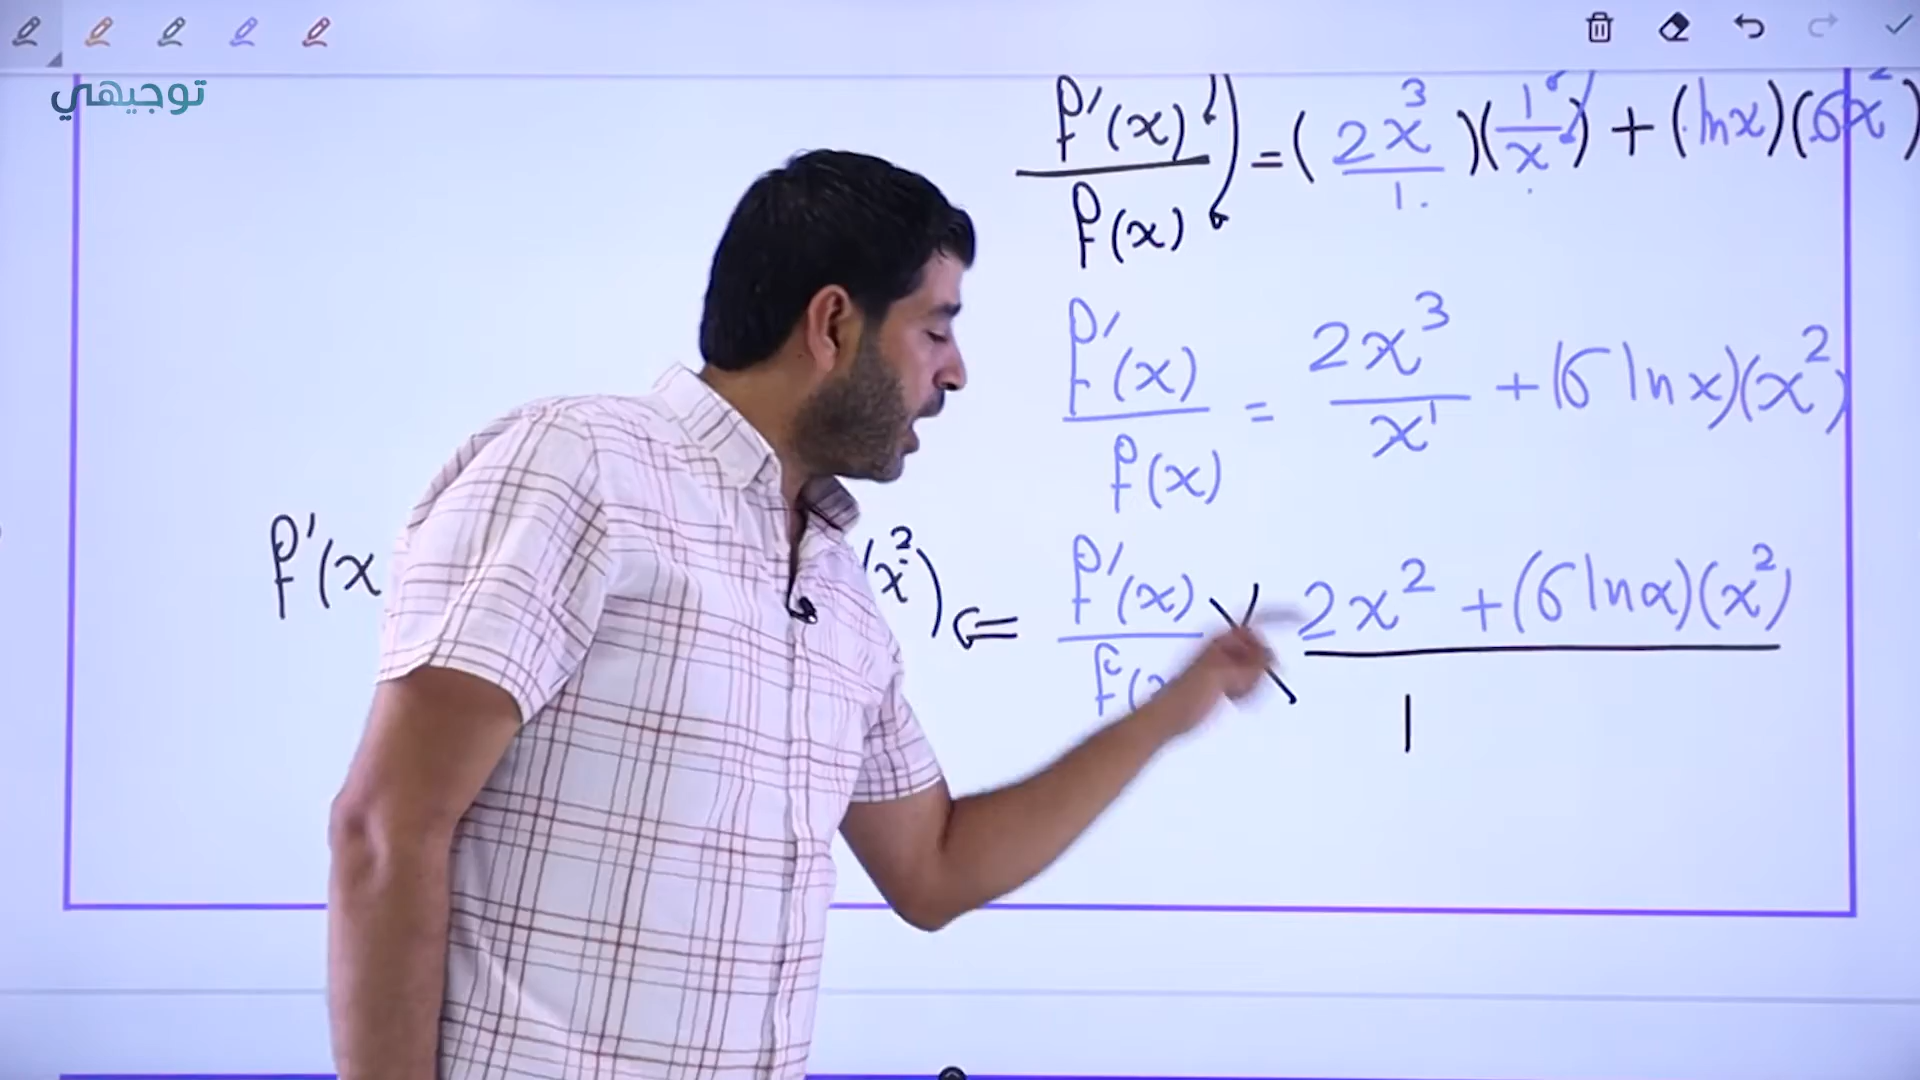 توجيهي
f'(x) / f(x) = (2x³ / 1)(1 / x) + (ln x)(6x²)
f'(x) / f(x) = 2x³ / x¹ + (6 ln x)(x²)
f'(x x²) ⇐ f'(x) / f( 2x² + (6 ln x)(x²) / 1